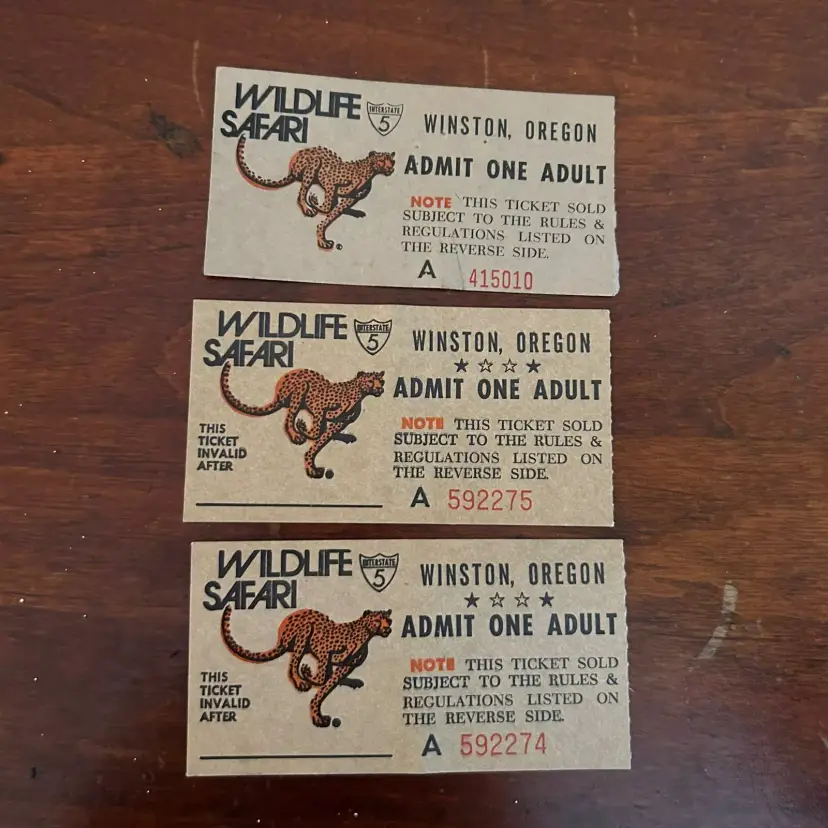 WILDLIFE
SAFARI
INTERSTATE
5
WINSTON, OREGON
ADMIT ONE ADULT
NOTE THIS TICKET SOLD
SUBJECT TO THE RULES &
REGULATIONS LISTED ON
THE REVERSE SIDE.
A 415010
WILDLIFE
SAFARI
INTERSTATE
5
WINSTON, OREGON
★ ☆ ☆ ★
ADMIT ONE ADULT
THIS
TICKET
INVALID
AFTER
NOTE THIS TICKET SOLD
SUBJECT TO THE RULES &
REGULATIONS LISTED ON
THE REVERSE SIDE.
A 592275
WILDLIFE
SAFARI
INTERSTATE
5
WINSTON, OREGON
★ ☆ ☆ ★
ADMIT ONE ADULT
THIS
TICKET
INVALID
AFTER
NOTE THIS TICKET SOLD
SUBJECT TO THE RULES &
REGULATIONS LISTED ON
THE REVERSE SIDE.
A 592274